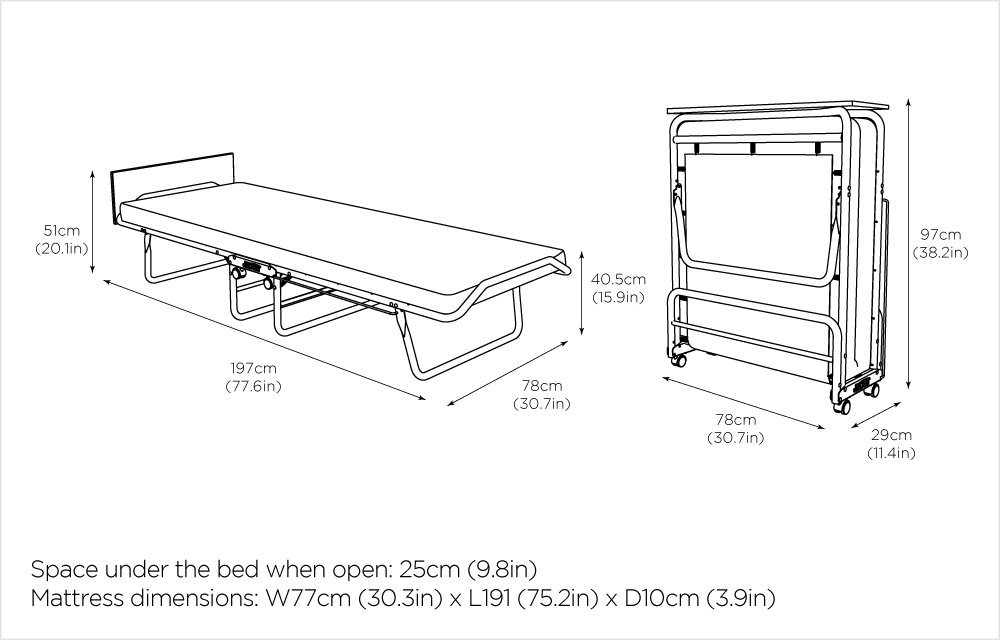 51cm
(20.1in)
197cm
(77.6in)
78cm
(30.7in)
40.5cm
(15.9in)
97cm
(38.2in)
78cm
(30.7in)
29cm
(11.4in)
Space under the bed when open: 25cm (9.8in)
Mattress dimensions: W77cm (30.3in) x L191 (75.2in) x D10cm (3.9in)